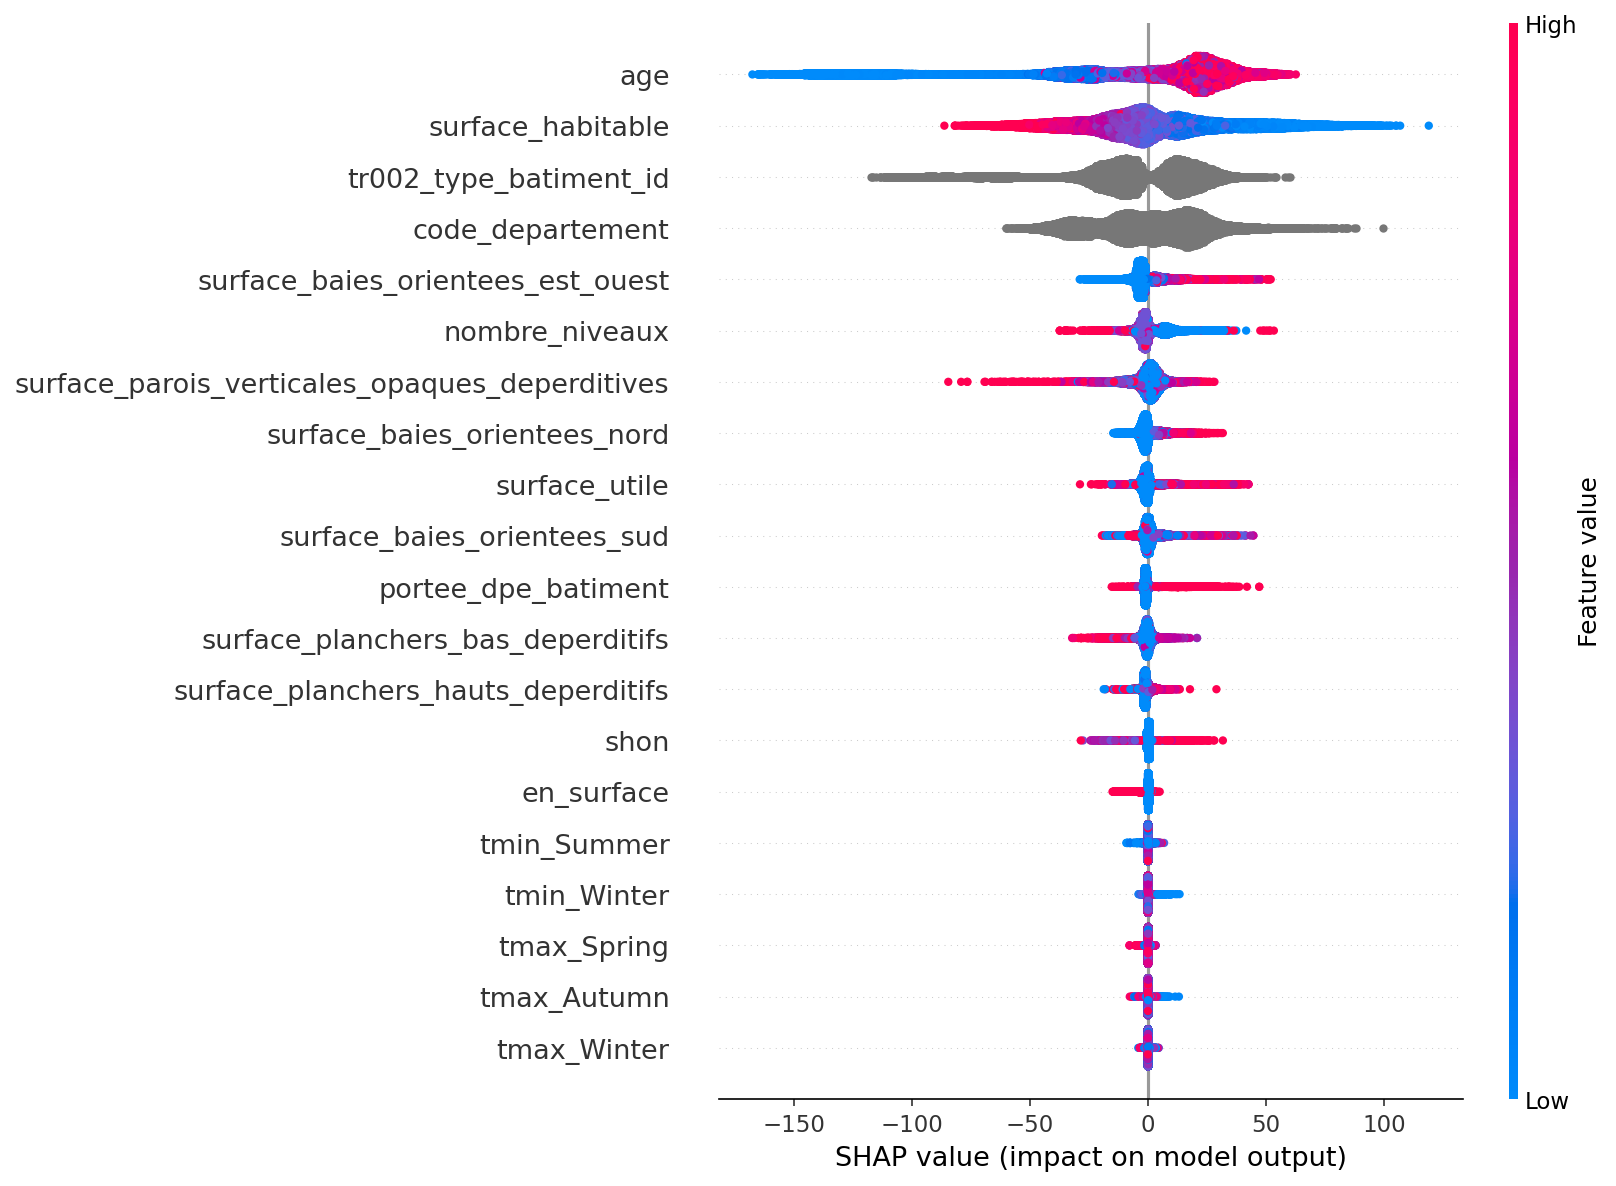 age
surface_habitable
tr002_type_batiment_id
code_departement
surface_baies_orientees_est_ouest
nombre_niveaux
surface_parois_verticales_opaques_deperditives
surface_baies_orientees_nord
surface_utile
surface_baies_orientees_sud
portee_dpe_batiment
surface_planchers_bas_deperditifs
surface_planchers_hauts_deperditifs
shon
en_surface
tmin_Summer
tmin_Winter
tmax_Spring
tmax_Autumn
tmax_Winter
−150 −100 −50 0 50 100
SHAP value (impact on model output)
High
Low
Feature value